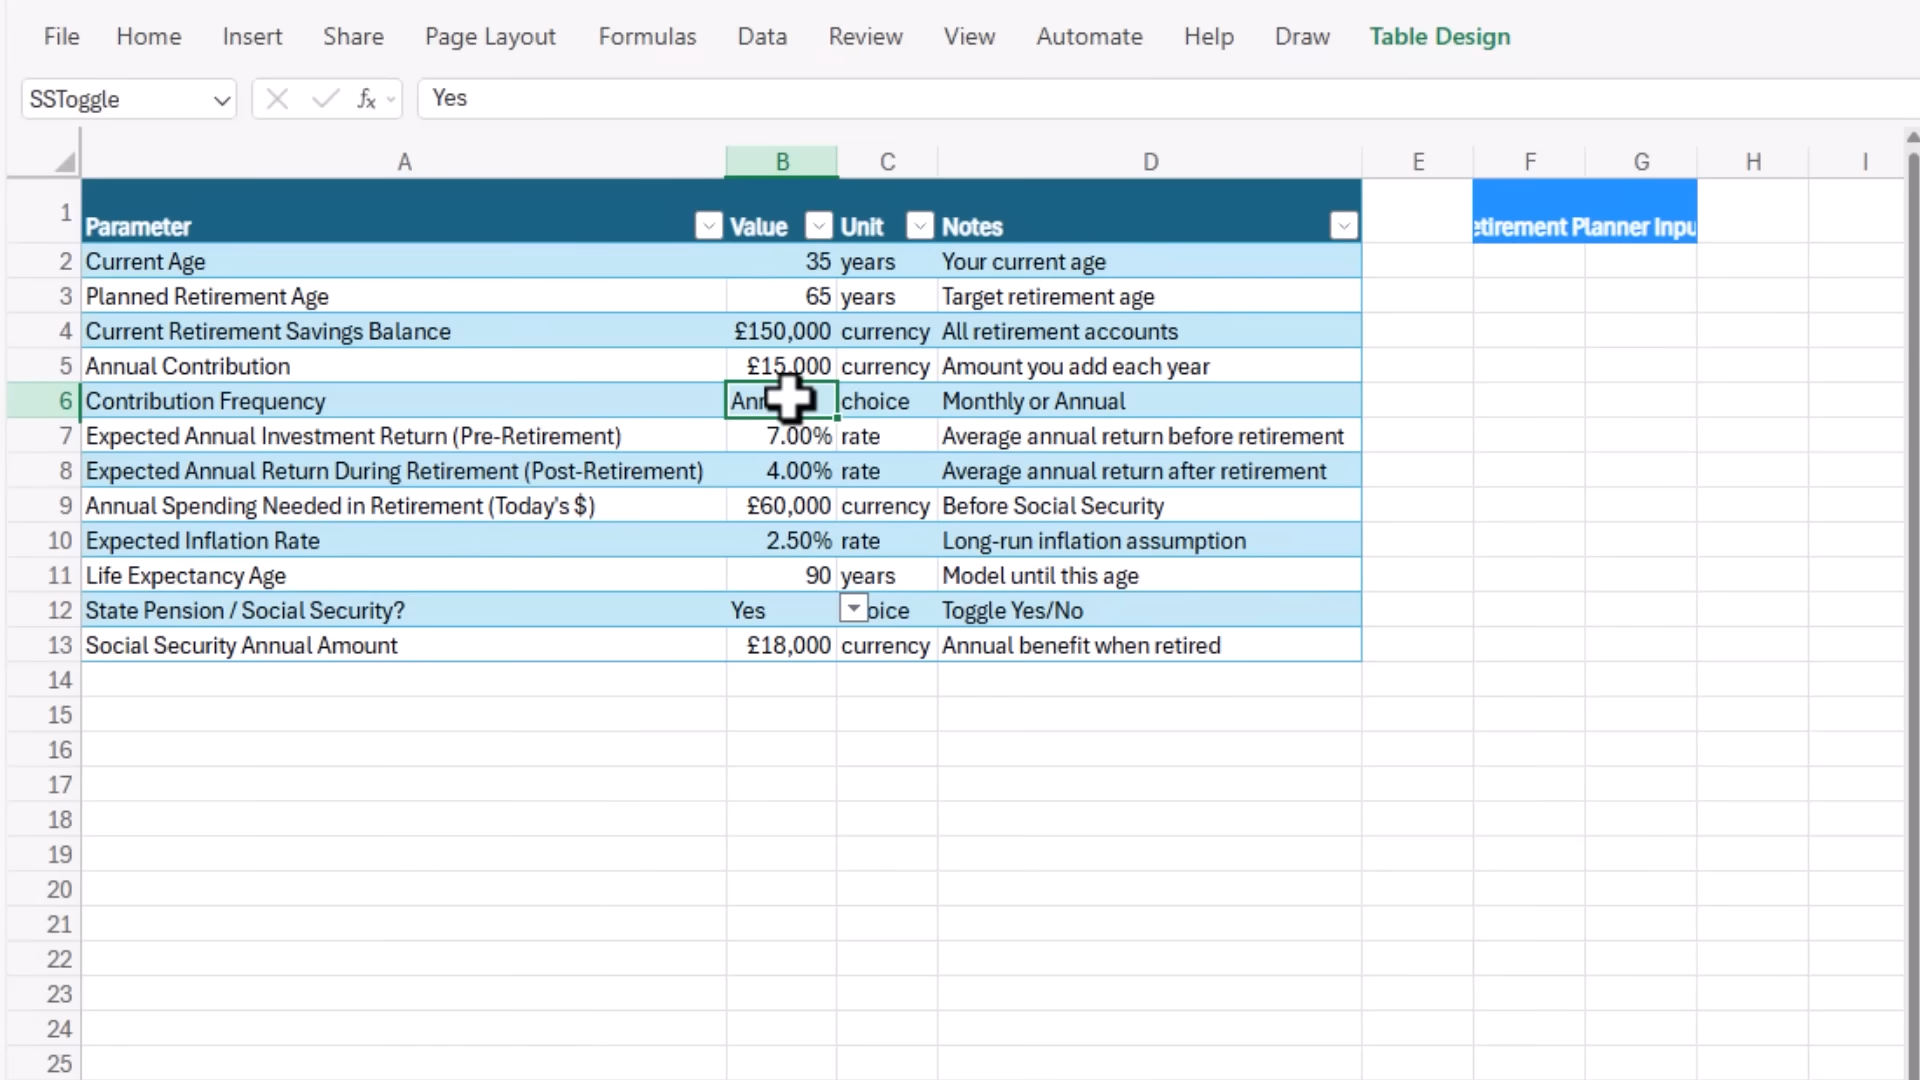 File Home Insert Share Page Layout Formulas Data Review View Automate Help Draw Table Design
SSToggle fx Yes
A B C D E F G H I
1 Parameter Value Unit Notes etirement Planner Inpu
2 Current Age 35 years Your current age
3 Planned Retirement Age 65 years Target retirement age
4 Current Retirement Savings Balance £150,000 currency All retirement accounts
5 Annual Contribution £15,000 currency Amount you add each year
6 Contribution Frequency choice Monthly or Annual
7 Expected Annual Investment Return (Pre-Retirement) 7.00% rate Average annual return before retirement
8 Expected Annual Return During Retirement (Post-Retirement) 4.00% rate Average annual return after retirement
9 Annual Spending Needed in Retirement (Today's $) £60,000 currency Before Social Security
10 Expected Inflation Rate 2.50% rate Long-run inflation assumption
11 Life Expectancy Age 90 years Model until this age
12 State Pension / Social Security? Yes oice Toggle Yes/No
13 Social Security Annual Amount £18,000 currency Annual benefit when retired
14
15
16
17
18
19
20
21
22
23
24
25